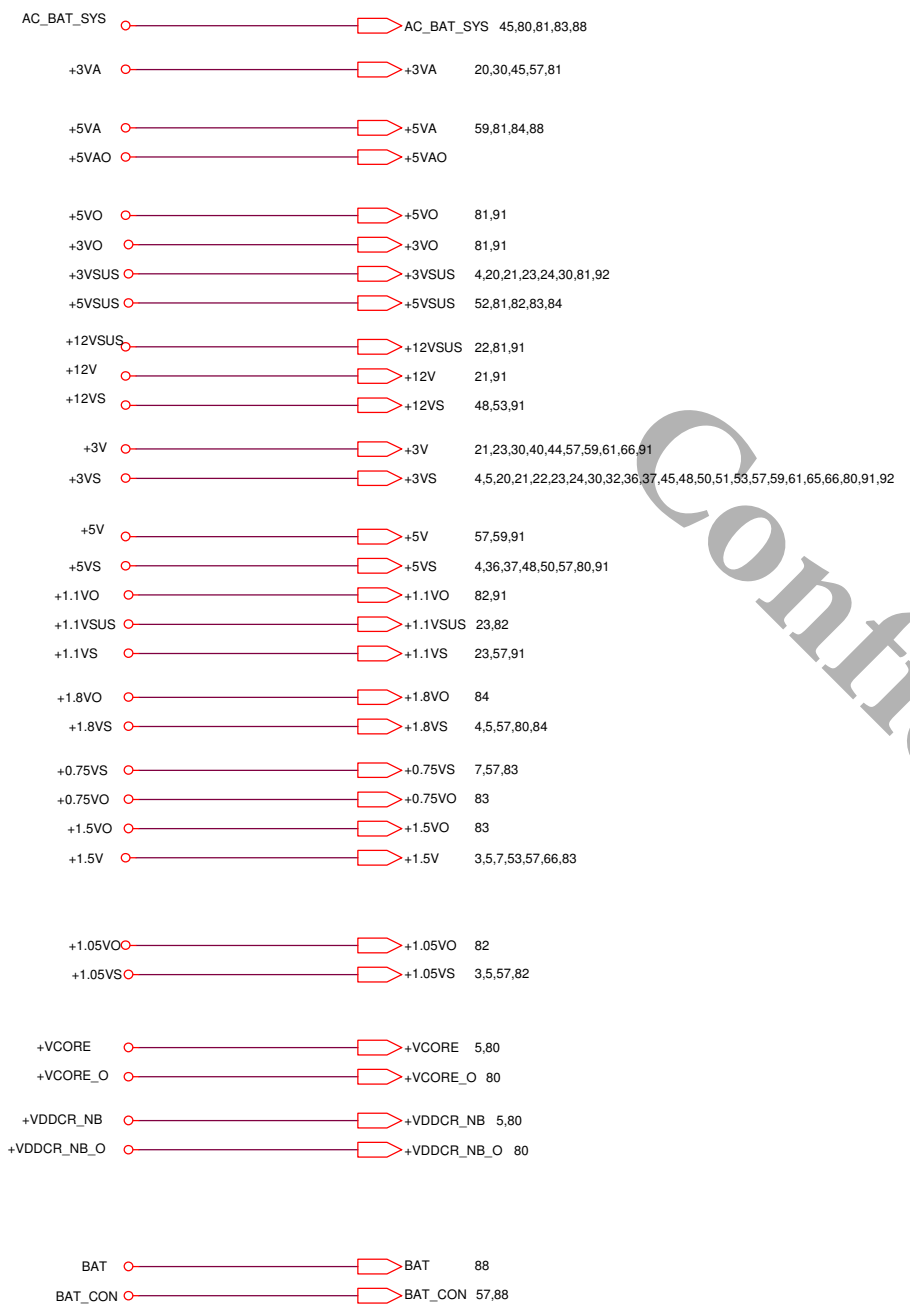 AC_BAT_SYS AC_BAT_SYS 45,80,81,83,88
+3VA +3VA 20,30,45,57,81
+5VA +5VA 59,81,84,88
+5VAO +5VAO
+5VO +5VO 81,91
+3VO +3VO 81,91
+3VSUS +3VSUS 4,20,21,23,24,30,81,92
+5VSUS +5VSUS 52,81,82,83,84
+12VSUS +12VSUS 22,81,91
+12V +12V 21,91
+12VS +12VS 48,53,91
+3V +3V 21,23,30,40,44,57,59,61,66,91
+3VS +3VS 4,5,20,21,22,23,24,30,32,36,37,45,48,50,51,53,57,59,61,65,66,80,91,92
+5V +5V 57,59,91
+5VS +5VS 4,36,37,48,50,57,80,91
+1.1VO +1.1VO 82,91
+1.1VSUS +1.1VSUS 23,82
+1.1VS +1.1VS 23,57,91
+1.8VO +1.8VO 84
+1.8VS +1.8VS 4,5,57,80,84
+0.75VS +0.75VS 7,57,83
+0.75VO +0.75VO 83
+1.5VO +1.5VO 83
+1.5V +1.5V 3,5,7,53,57,66,83
+1.05VO +1.05VO 82
+1.05VS +1.05VS 3,5,57,82
+VCORE +VCORE 5,80
+VCORE_O +VCORE_O 80
+VDDCR_NB +VDDCR_NB 5,80
+VDDCR_NB_O +VDDCR_NB_O 80
BAT BAT 88
BAT_CON BAT_CON 57,88